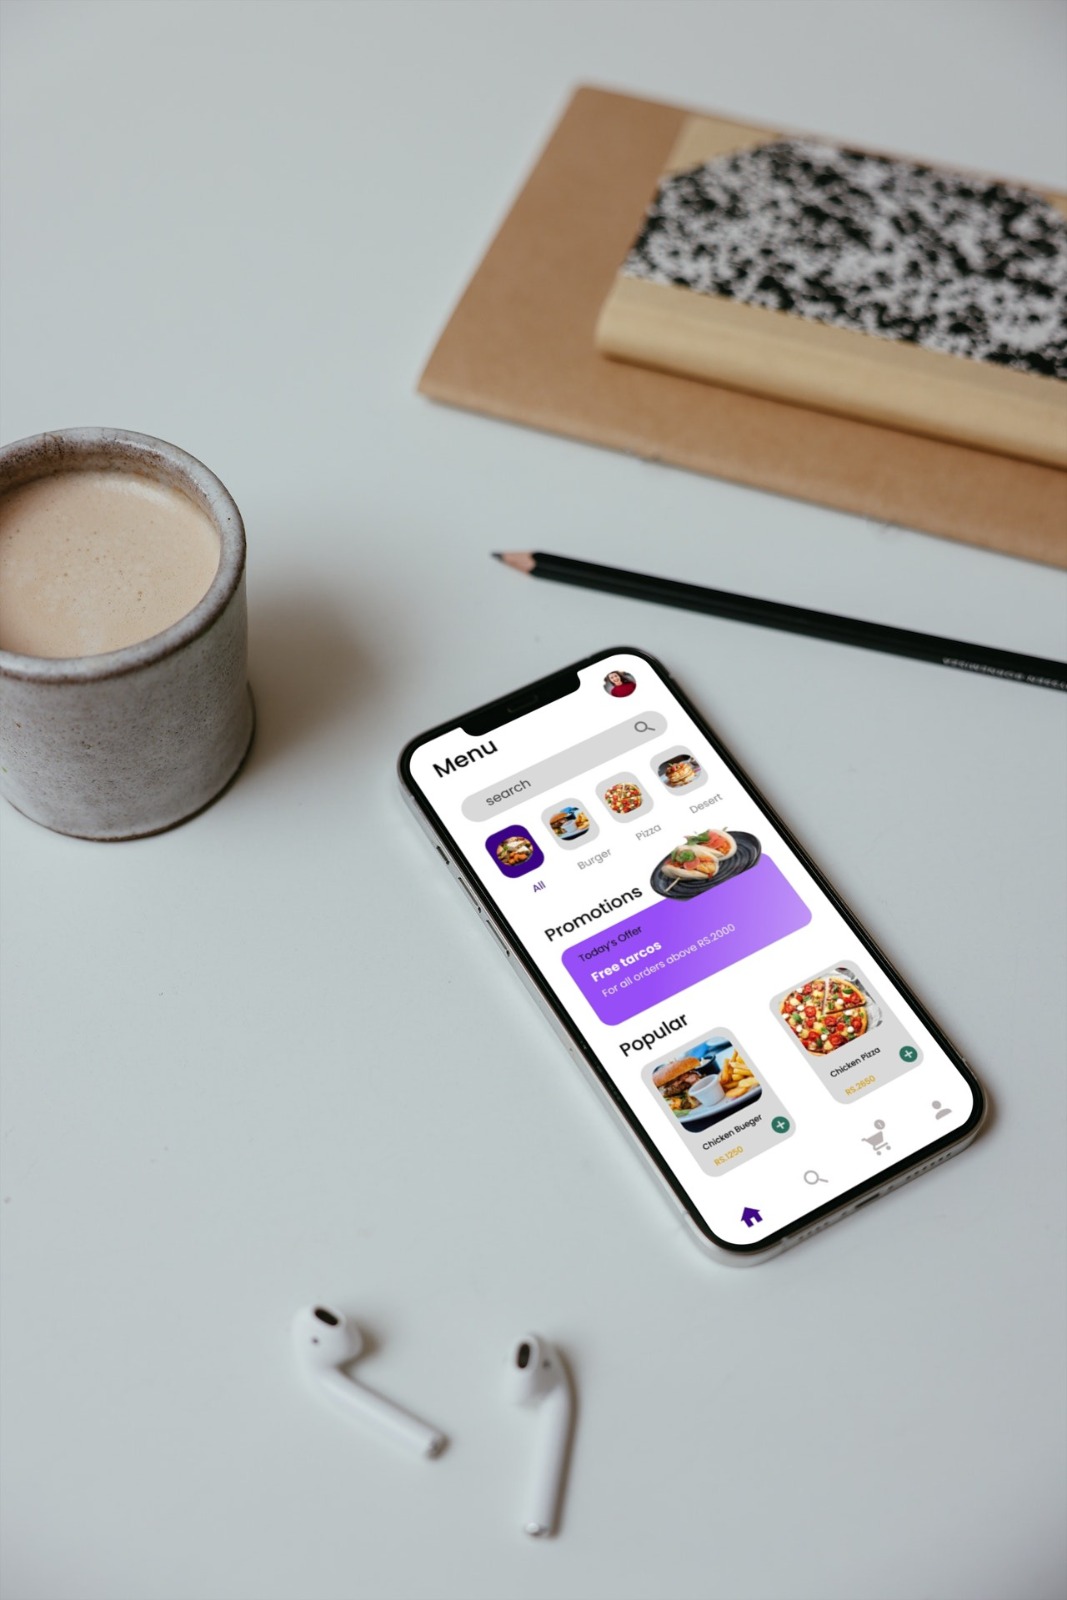 Menu
search
All
Burger
Pizza
Desert
Promotions
Today's Offer
Free tarcos
For all orders above RS.2000
Popular
Chicken Bueger
RS.1250
Chicken Pizza
RS.2650